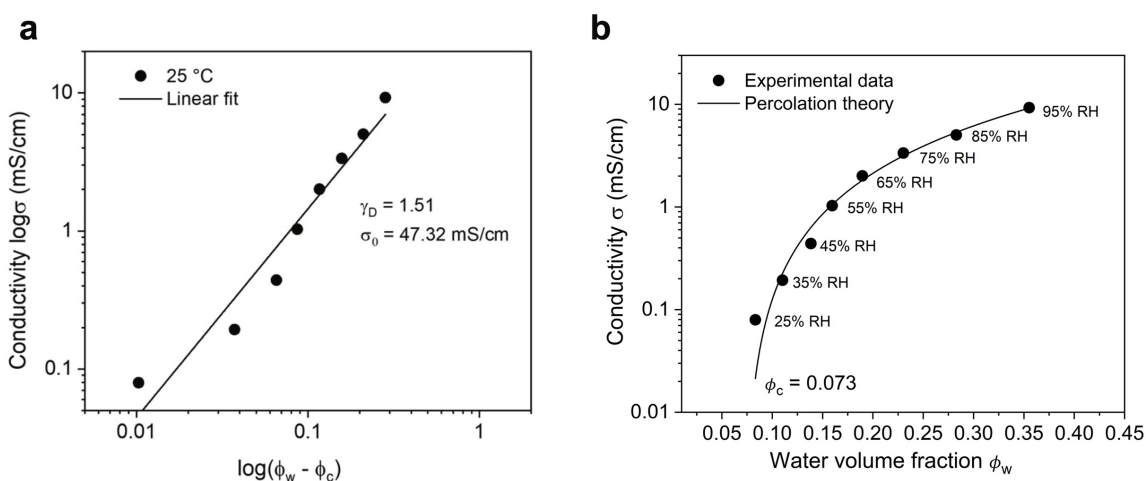 a
25 °C
Linear fit
γD = 1.51
σ0 = 47.32 mS/cm
10
1
0.1
0.01
0.1
1
Conductivity logσ (mS/cm)
log(ϕw - ϕc)
b
Experimental data
Percolation theory
95% RH
85% RH
75% RH
65% RH
55% RH
45% RH
35% RH
25% RH
ϕc = 0.073
10
1
0.1
0.01
0.05 0.10 0.15 0.20 0.25 0.30 0.35 0.40 0.45
Conductivity σ (mS/cm)
Water volume fraction ϕw